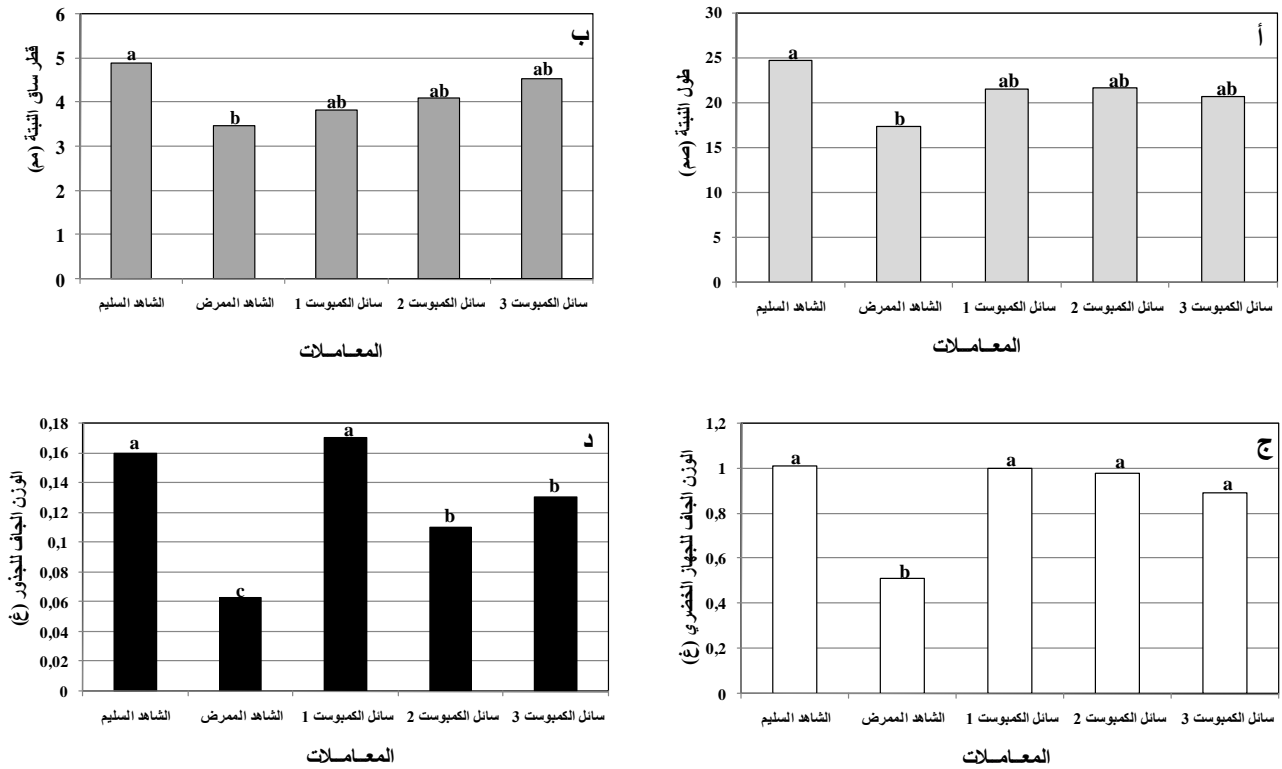 أ
طول النبتة (صم)
30
25
20
15
10
5
0
a
b
ab
ab
ab
الشاهد السليم
الشاهد الممرض
سائل الكمبوست 1
سائل الكمبوست 2
سائل الكمبوست 3
المعــامــلات
ب
قطر ساق النبتة (مم)
6
5
4
3
2
1
0
a
b
ab
ab
ab
الشاهد السليم
الشاهد الممرض
سائل الكمبوست 1
سائل الكمبوست 2
سائل الكمبوست 3
المعــامــلات
ج
الوزن الجاف للجهاز الخضري (غ)
1,2
1
0,8
0,6
0,4
0,2
0
a
b
a
a
a
الشاهد السليم
الشاهد الممرض
سائل الكمبوست 1
سائل الكمبوست 2
سائل الكمبوست 3
المعــامــلات
د
الوزن الجاف للجذور (غ)
0,18
0,16
0,14
0,12
0,1
0,08
0,06
0,04
0,02
0
a
c
a
b
b
الشاهد السليم
الشاهد الممرض
سائل الكمبوست 1
سائل الكمبوست 2
سائل الكمبوست 3
المعــامــلات